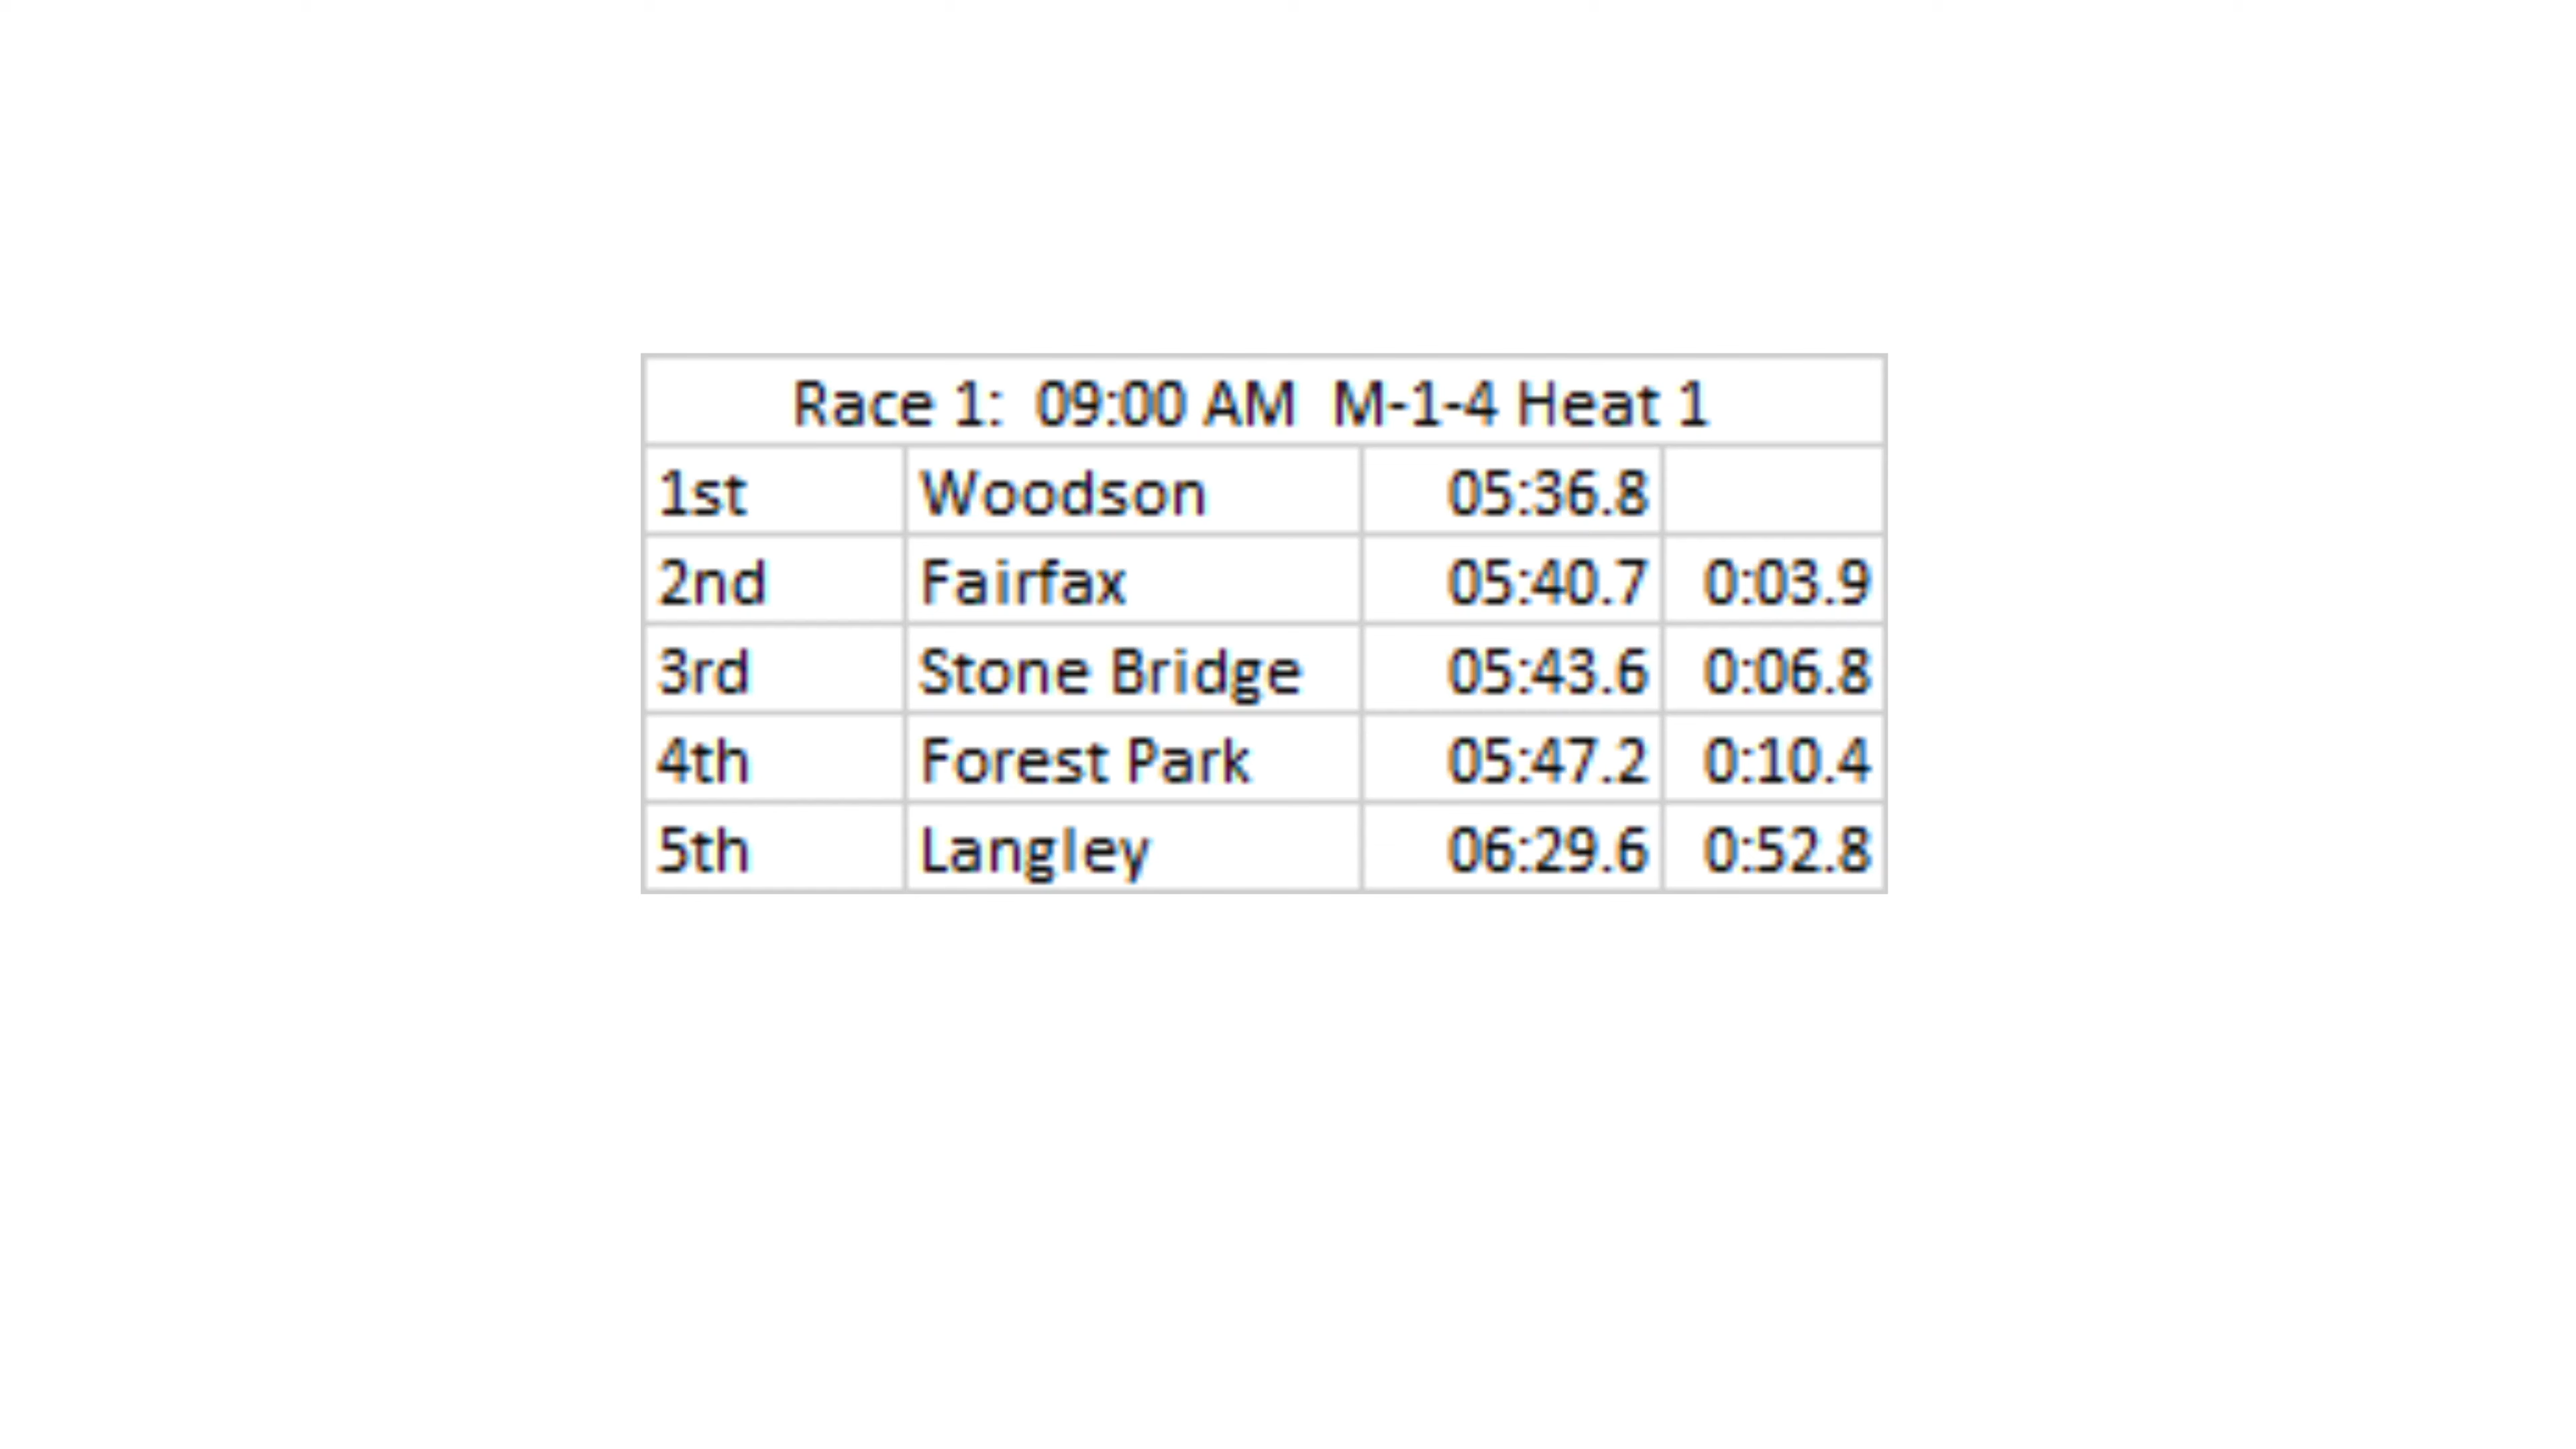 Race 1:  09:00 AM  M-1-4 Heat 1
1st Woodson 05:36.8
2nd Fairfax 05:40.7 0:03.9
3rd Stone Bridge 05:43.6 0:06.8
4th Forest Park 05:47.2 0:10.4
5th Langley 06:29.6 0:52.8